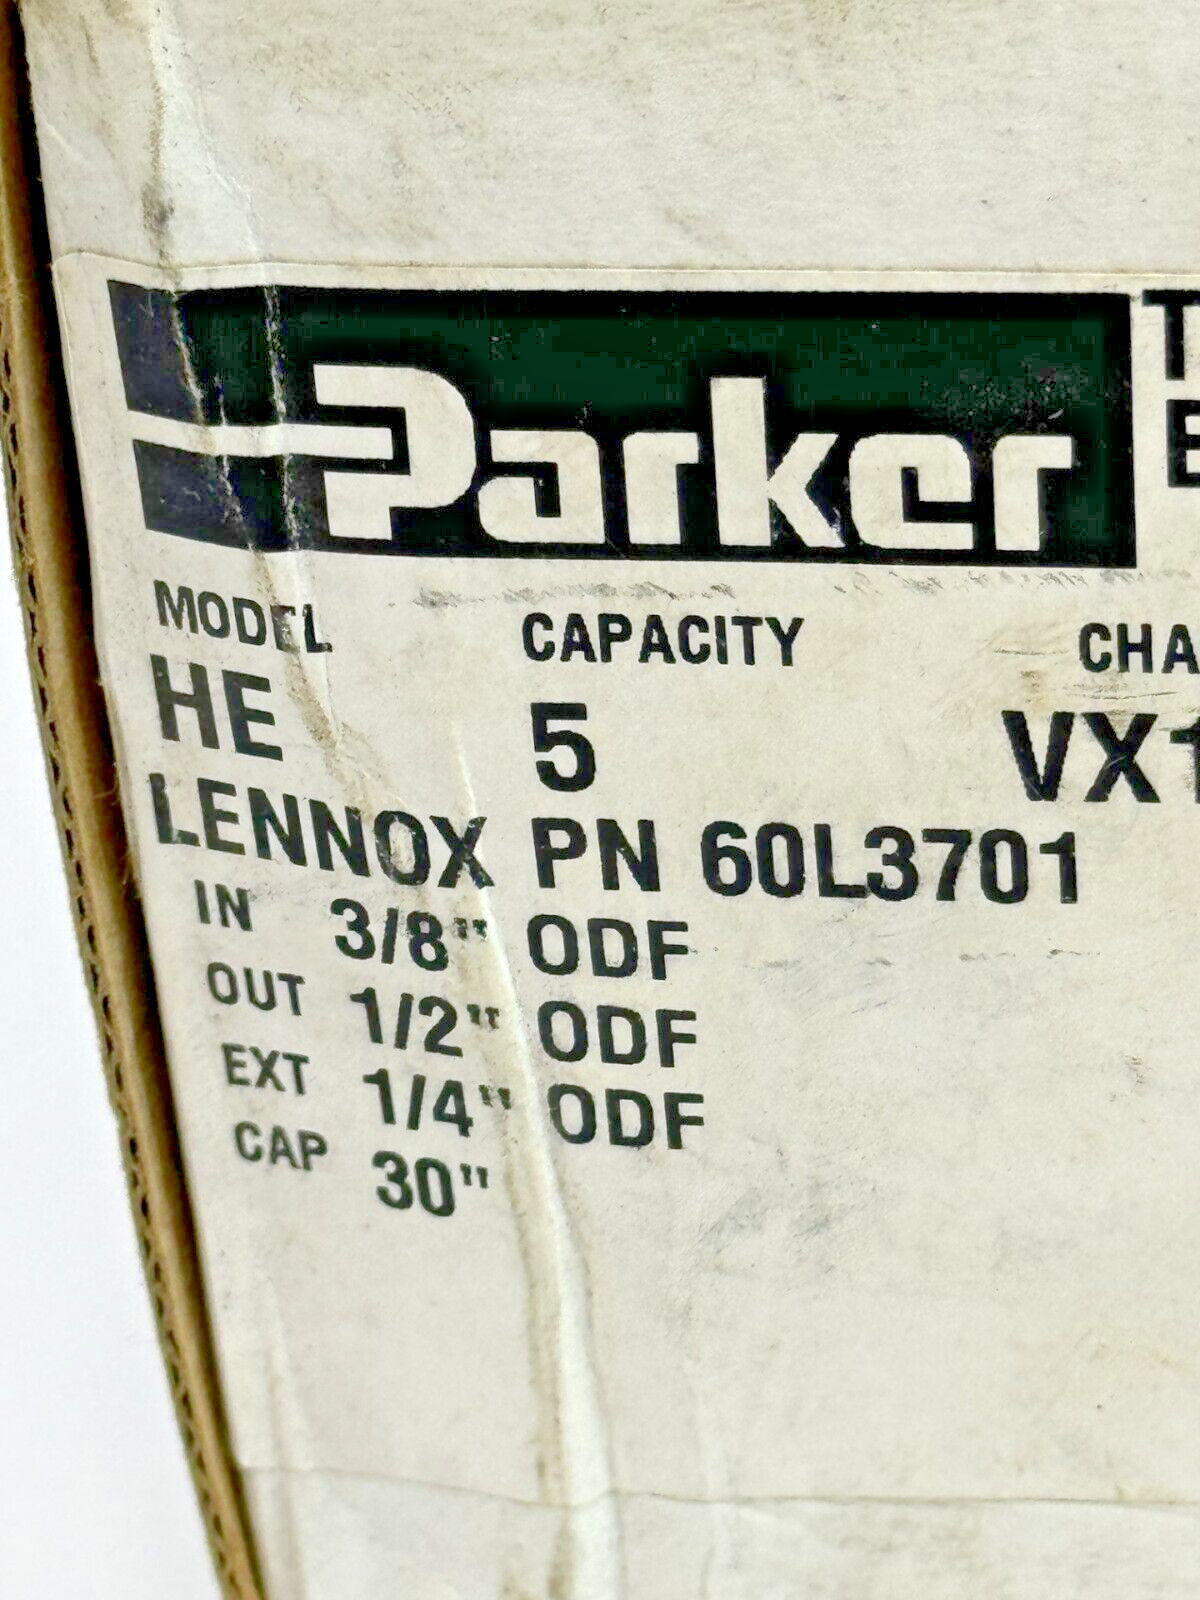 Parker
MODEL CAPACITY
HE 5
LENNOX PN 60L3701
IN 3/8" ODF
OUT 1/2" ODF
EXT 1/4" ODF
CAP 30"